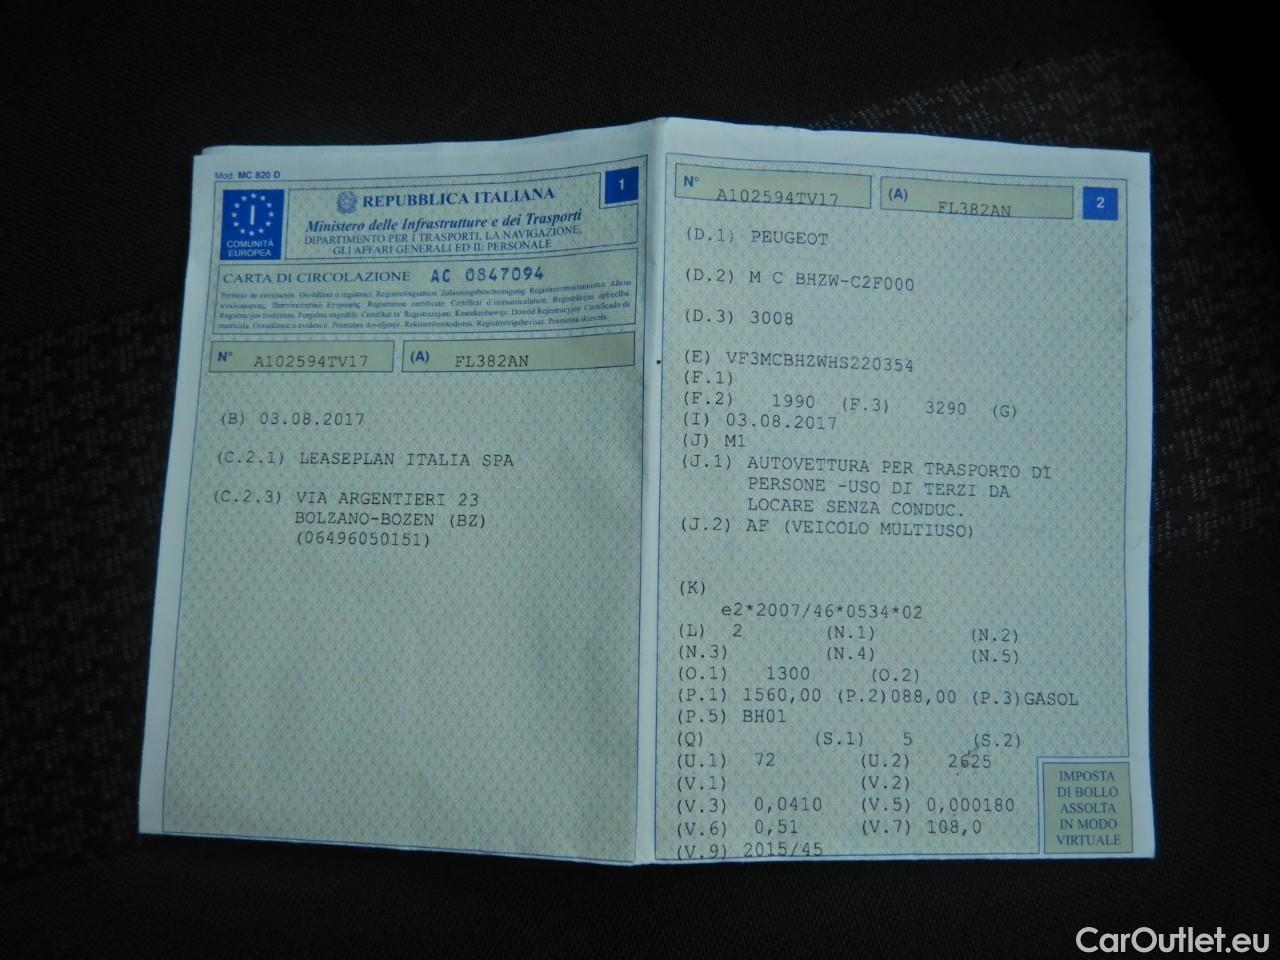 Mod. MC 820 D
I
COMUNITÀ
EUROPEA
REPUBBLICA ITALIANA
Ministero delle Infrastrutture e dei Trasporti
DIPARTIMENTO PER I TRASPORTI, LA NAVIGAZIONE,
GLI AFFARI GENERALI ED IL PERSONALE
1
CARTA DI CIRCOLAZIONE AC 0847094
N° A102594TV17 (A) FL382AN
(B) 03.08.2017
(C.2.1) LEASEPLAN ITALIA SPA
(C.2.3) VIA ARGENTIERI 23
BOLZANO-BOZEN (BZ)
(06496050151)
N° A102594TV17 (A) FL382AN
2
(D.1) PEUGEOT
(D.2) M C BHZW-C2F000
(D.3) 3008
(E) VF3MCBHZWHS220354
(F.1)
(F.2) 1990 (F.3) 3290 (G)
(I) 03.08.2017
(J) M1
(J.1) AUTOVETTURA PER TRASPORTO DI
PERSONE -USO DI TERZI DA
LOCARE SENZA CONDUC.
(J.2) AF (VEICOLO MULTIUSO)
(K)
e2*2007/46*0534*02
(L) 2 (N.1) (N.2)
(N.3) (N.4) (N.5)
(O.1) 1300 (O.2)
(P.1) 1560,00 (P.2)088,00 (P.3)GASOL
(P.5) BH01
(Q) (S.1) 5 (S.2)
(U.1) 72 (U.2) 2625
(V.1) (V.2)
(V.3) 0,0410 (V.5) 0,000180
(V.6) 0,51 (V.7) 108,0
(V.9) 2015/45
IMPOSTA
DI BOLLO
ASSOLTA
IN MODO
VIRTUALE
CarOutlet.eu